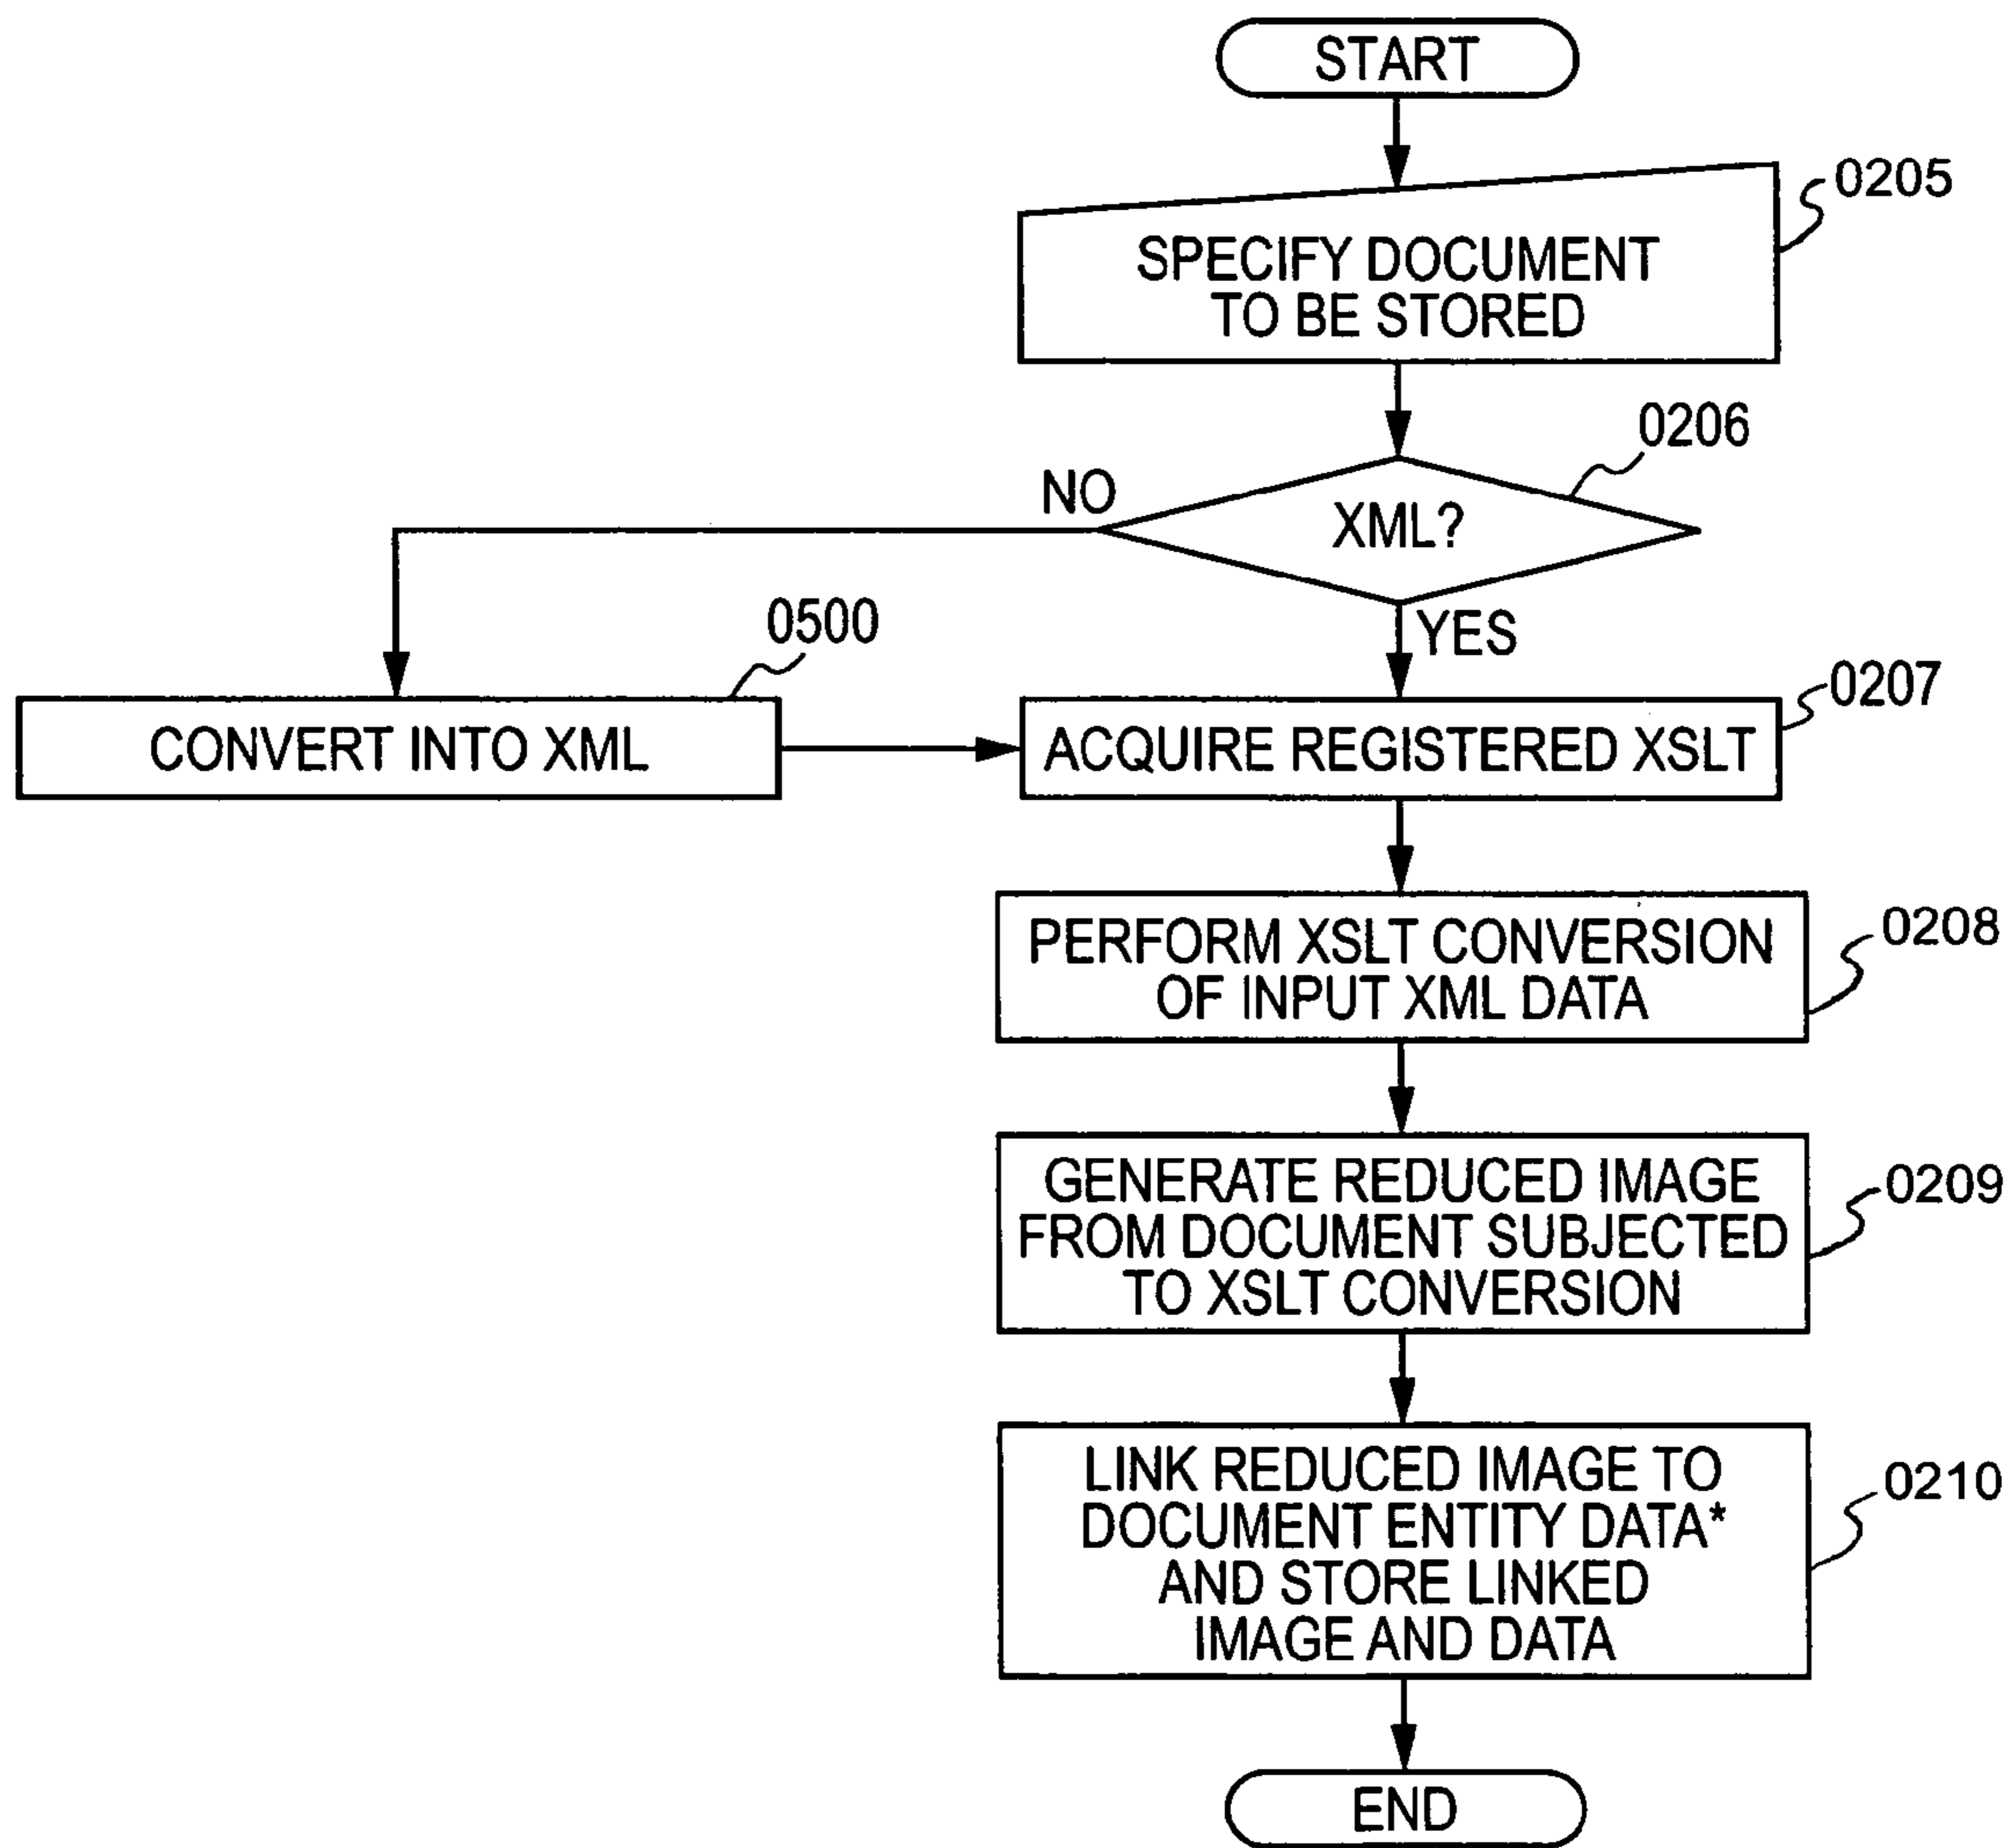 START
0205
SPECIFY DOCUMENT
TO BE STORED
0206
NO
XML?
YES
0500
CONVERT INTO XML
0207
ACQUIRE REGISTERED XSLT
0208
PERFORM XSLT CONVERSION
OF INPUT XML DATA
0209
GENERATE REDUCED IMAGE
FROM DOCUMENT SUBJECTED
TO XSLT CONVERSION
0210
LINK REDUCED IMAGE TO
DOCUMENT ENTITY DATA*
AND STORE LINKED
IMAGE AND DATA
END